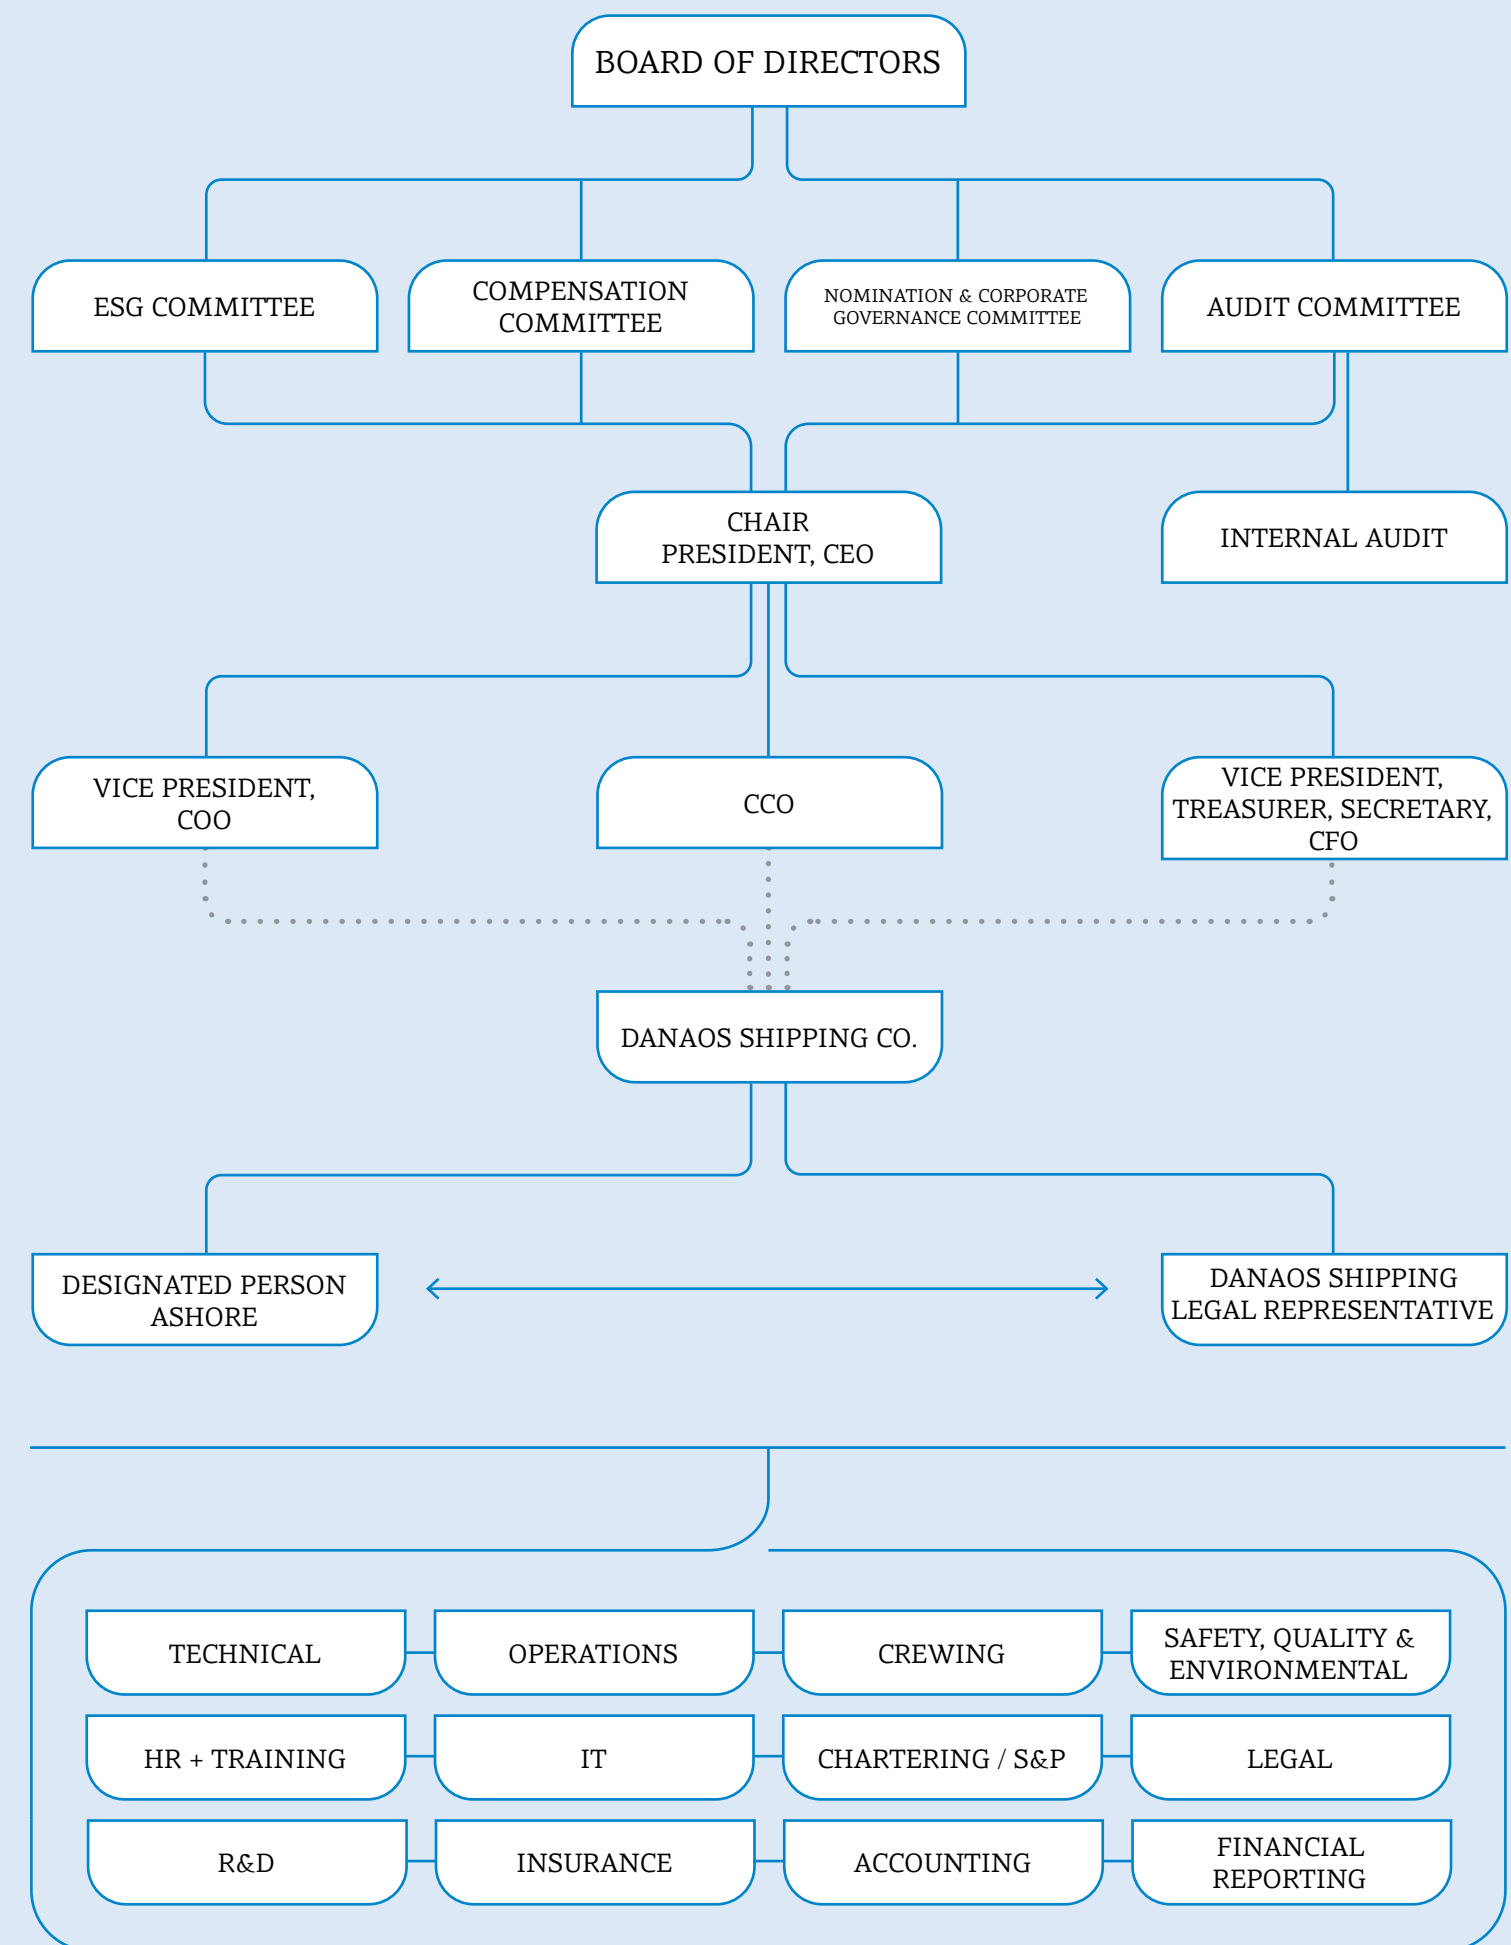 BOARD OF DIRECTORS
ESG COMMITTEE
COMPENSATION
COMMITTEE
NOMINATION & CORPORATE
GOVERNANCE COMMITTEE
AUDIT COMMITTEE
CHAIR
PRESIDENT, CEO
INTERNAL AUDIT
VICE PRESIDENT,
COO
CCO
VICE PRESIDENT,
TREASURER, SECRETARY,
CFO
DANAOS SHIPPING CO.
DESIGNATED PERSON
ASHORE
DANAOS SHIPPING
LEGAL REPRESENTATIVE
TECHNICAL
OPERATIONS
CREWING
SAFETY, QUALITY &
ENVIRONMENTAL
HR + TRAINING
IT
CHARTERING / S&P
LEGAL
R&D
INSURANCE
ACCOUNTING
FINANCIAL
REPORTING